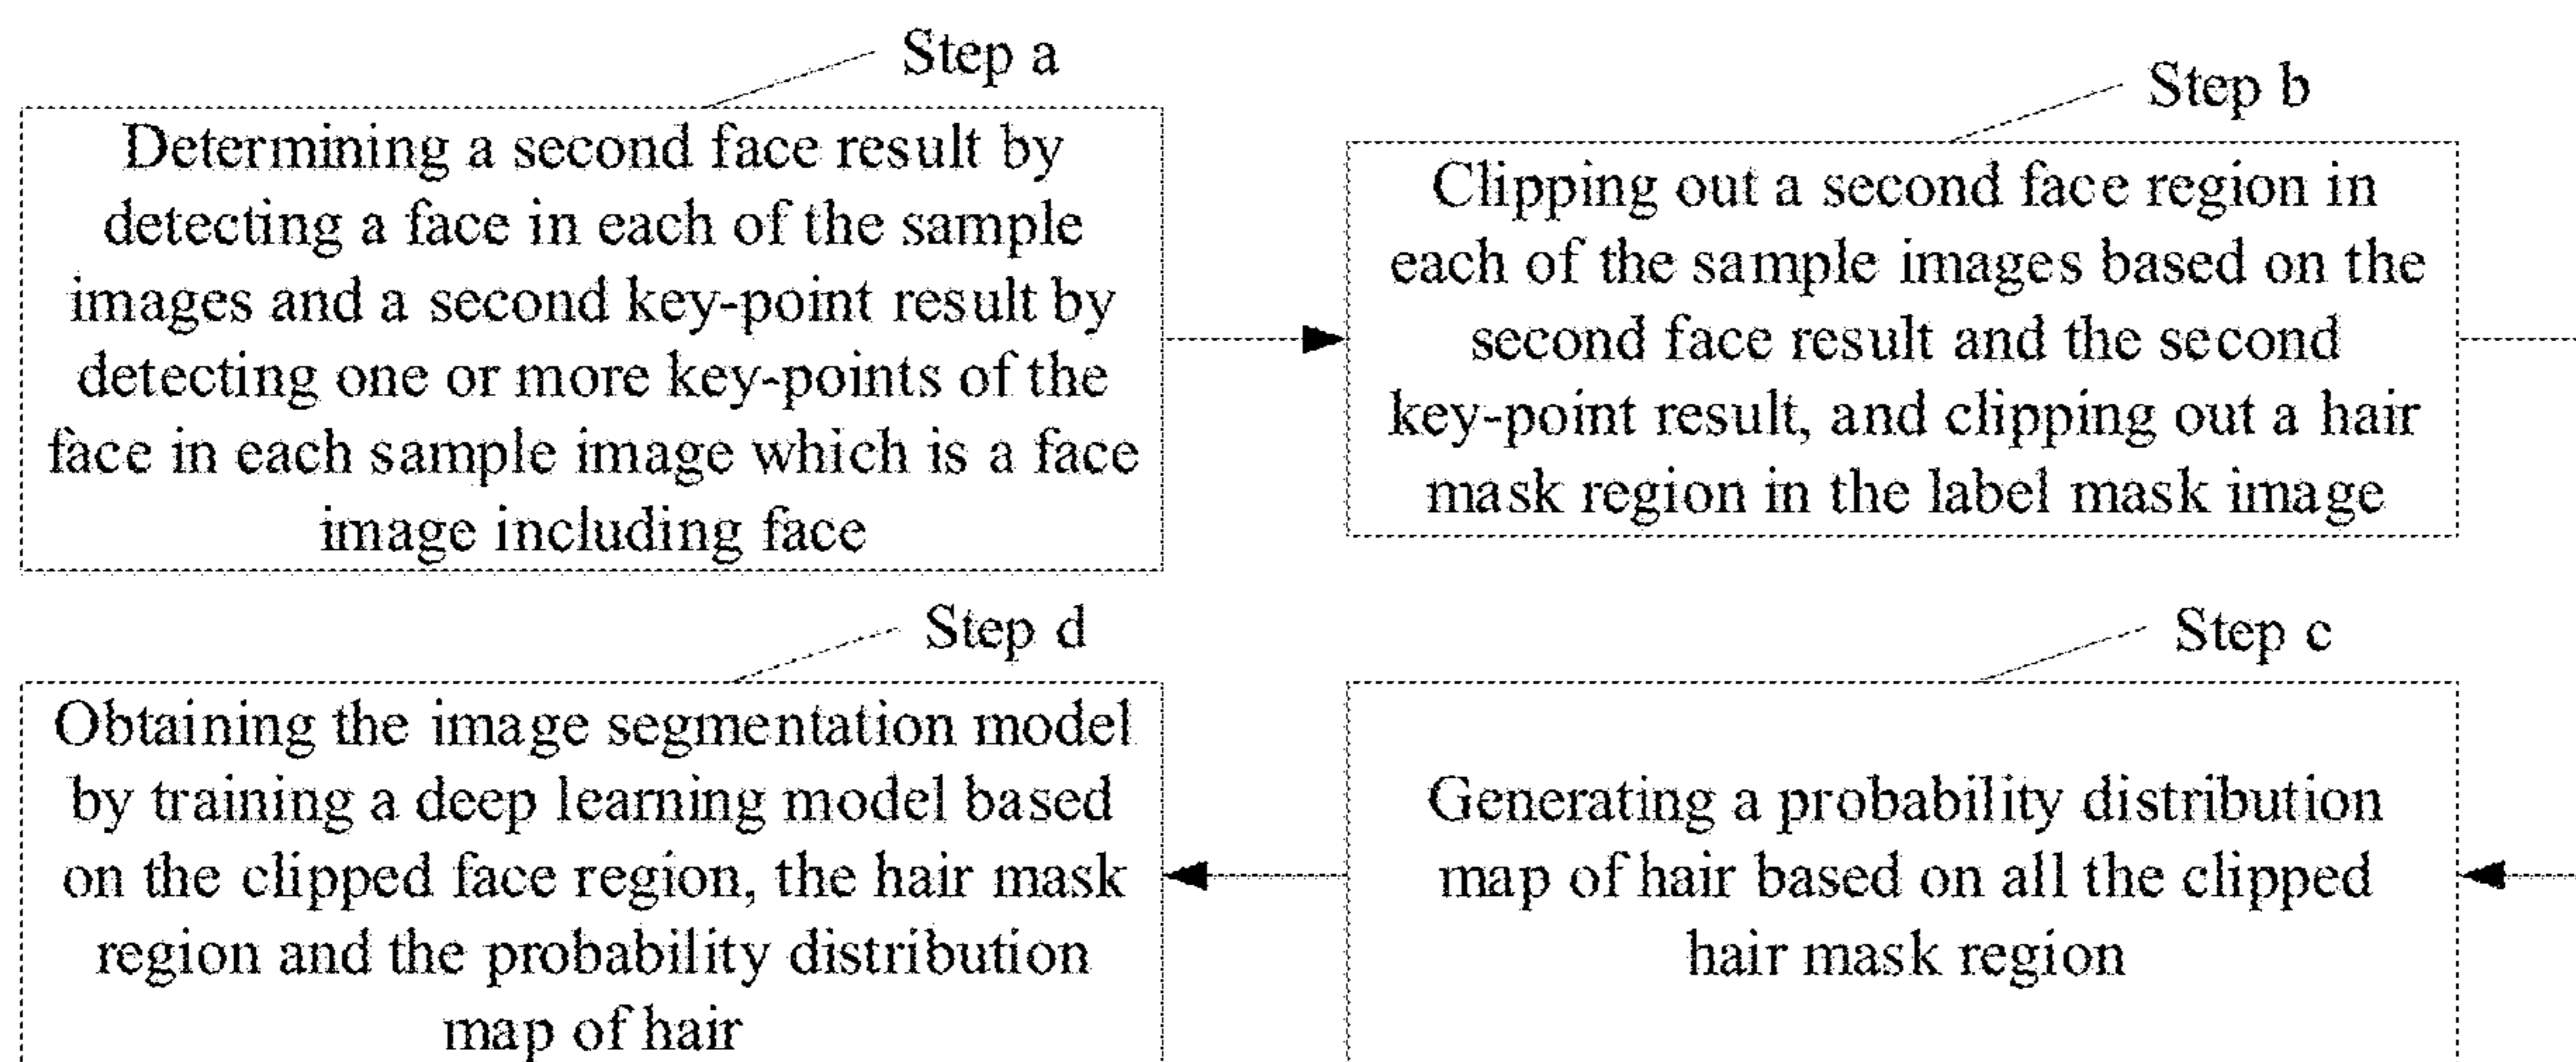 Step a
Determining a second face result by
detecting a face in each of the sample
images and a second key-point result by
detecting one or more key-points of the
face in each sample image which is a face
image including face
Step b
Clipping out a second face region in
each of the sample images based on the
second face result and the second
key-point result, and clipping out a hair
mask region in the label mask image
Step c
Generating a probability distribution
map of hair based on all the clipped
hair mask region
Step d
Obtaining the image segmentation model
by training a deep learning model based
on the clipped face region, the hair mask
region and the probability distribution
map of hair